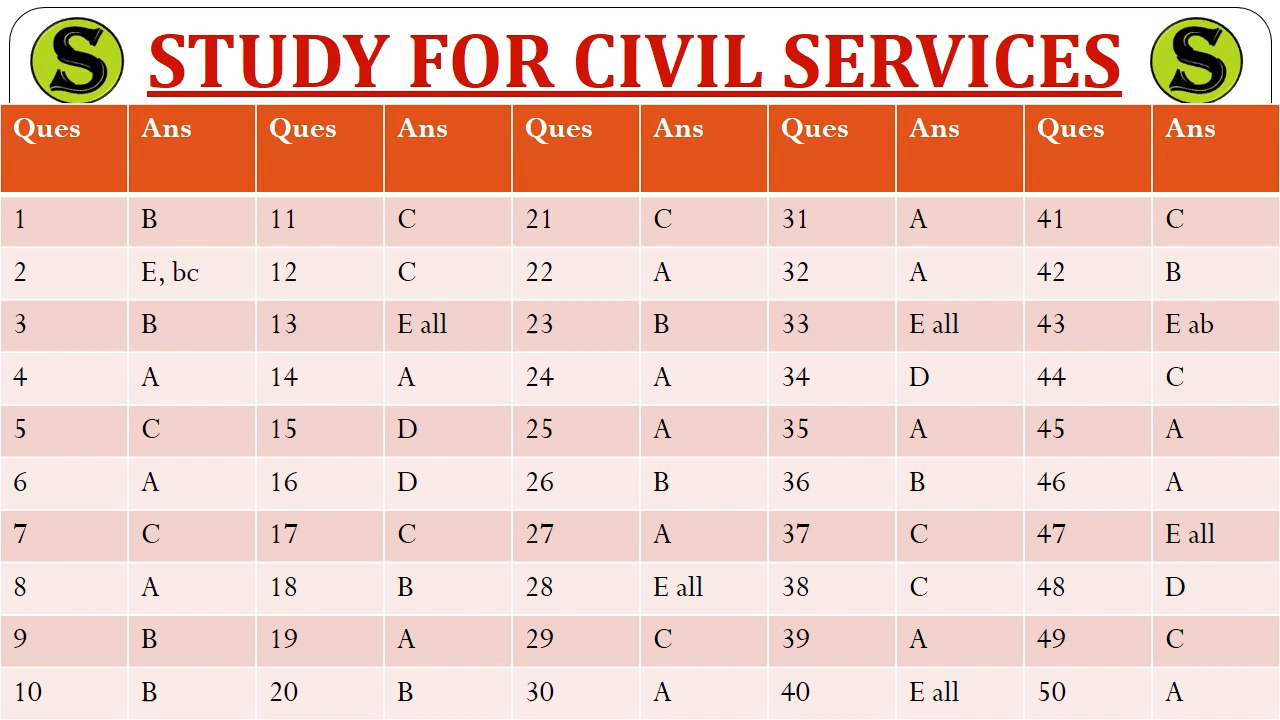 S STUDY FOR CIVIL SERVICES S
Ques Ans Ques Ans Ques Ans Ques Ans Ques Ans
1 B 11 C 21 C 31 A 41 C
2 E, bc 12 C 22 A 32 A 42 B
3 B 13 E all 23 B 33 E all 43 E ab
4 A 14 A 24 A 34 D 44 C
5 C 15 D 25 A 35 A 45 A
6 A 16 D 26 B 36 B 46 A
7 C 17 C 27 A 37 C 47 E all
8 A 18 B 28 E all 38 C 48 D
9 B 19 A 29 C 39 A 49 C
10 B 20 B 30 A 40 E all 50 A